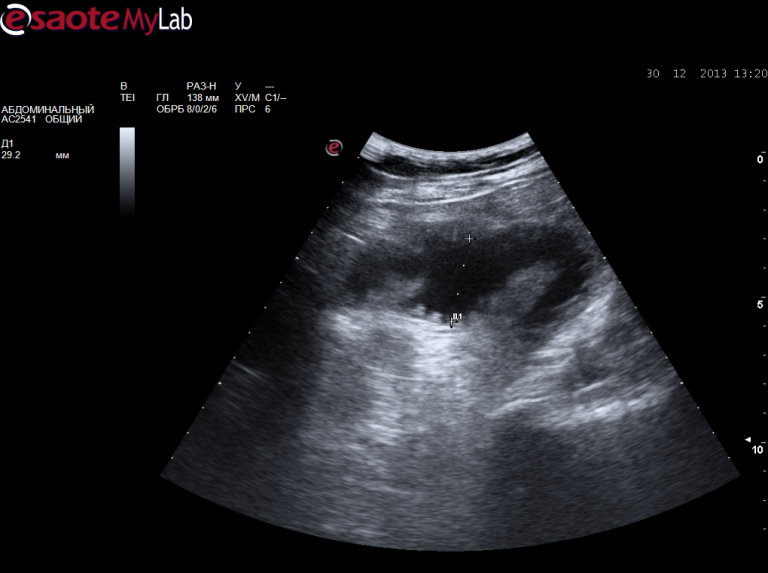 esaote MyLab
30 12 2013 13:20
В РАЗ-Н У ---
TEI ГЛ 138 мм XV/M C1/--
ОБРБ 8/0/2/6 ПРС 6
АБДОМИНАЛЬНЫЙ
AC2541 ОБЩИЙ
Д1
29.2 мм
e
0
Д1
5
10